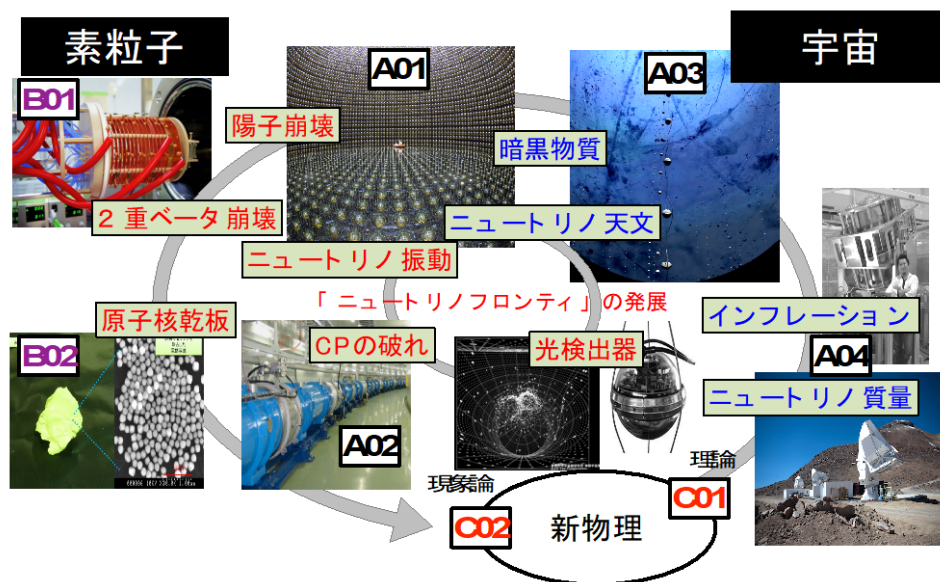 素粒子
宇宙
A01
A03
B01
陽子崩壊
暗黒物質
２重ベータ崩壊
ニュートリノ天文
ニュートリノ振動
「ニュートリノフロンティ」の発展
原子核乾板
インフレーション
CPの破れ
光検出器
B02
A04
ニュートリノ質量
A02
現象論
理論
C01
C02
新物理